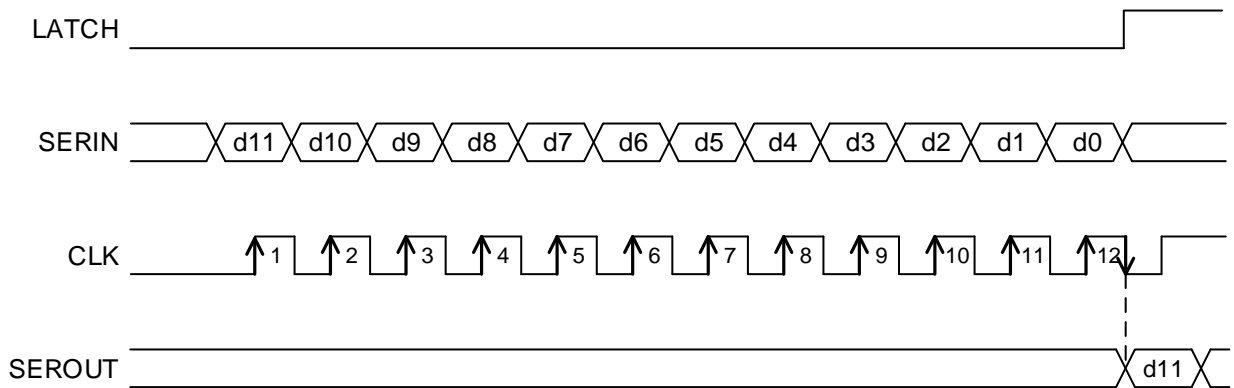 LATCH
SERIN d11 d10 d9 d8 d7 d6 d5 d4 d3 d2 d1 d0
CLK 1 2 3 4 5 6 7 8 9 10 11 12
SEROUT d11